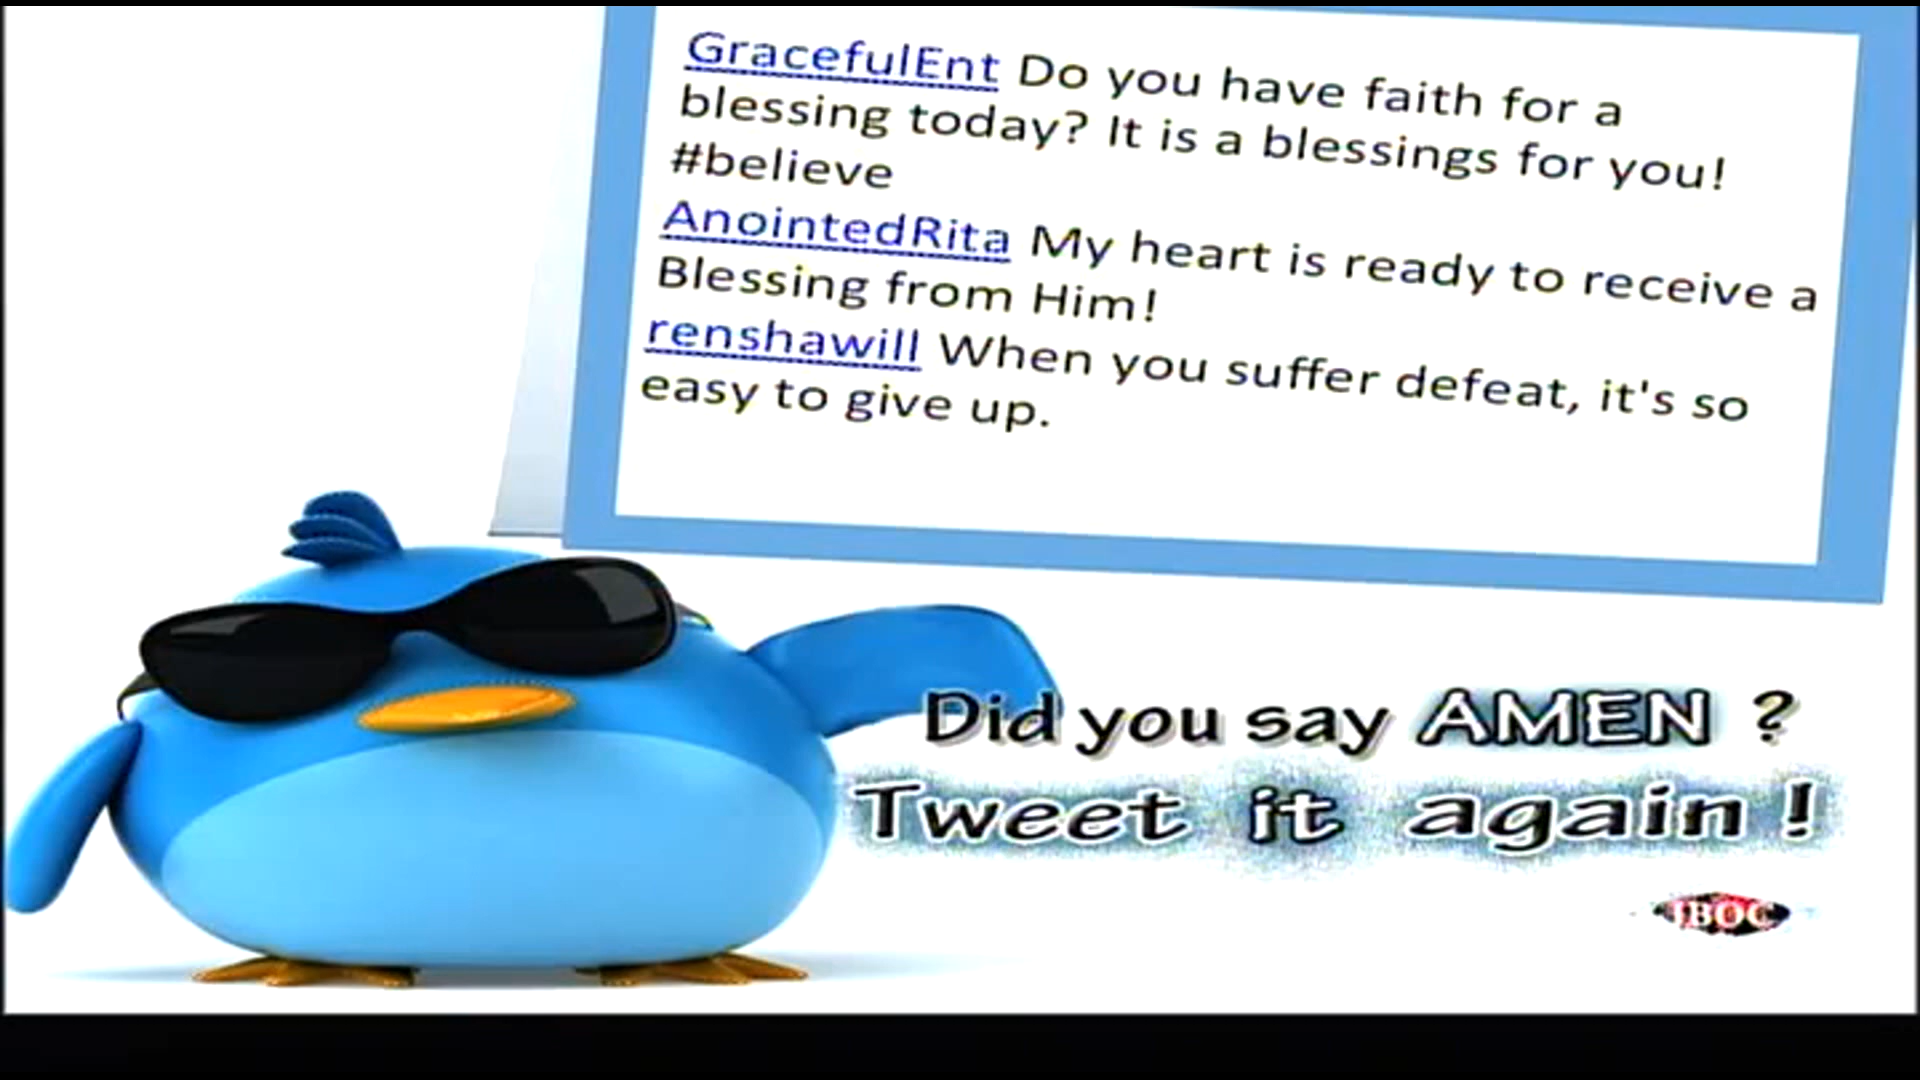 GracefulEnt Do you have faith for a
blessing today? It is a blessings for you!
#believe
AnointedRita My heart is ready to receive a
Blessing from Him!
renshawill When you suffer defeat, it's so
easy to give up.
Did you say AMEN ?
Tweet it again !
JBOC